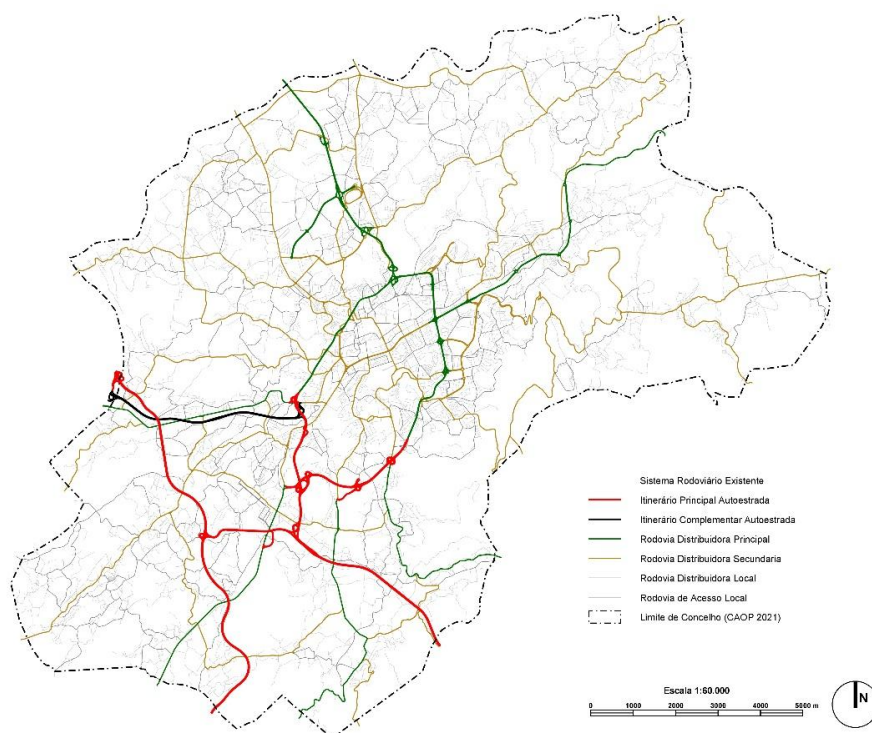 Sistema Rodoviário Existente
Itinerário Principal Autoestrada
Itinerário Complementar Autoestrada
Rodovia Distribuidora Principal
Rodovia Distribuidora Secundaria
Rodovia Distribuidora Local
Rodovia de Acesso Local
Limite de Concelho (CAOP 2021)
Escala 1:60.000
0 1000 2000 3000 4000 5000 m
N